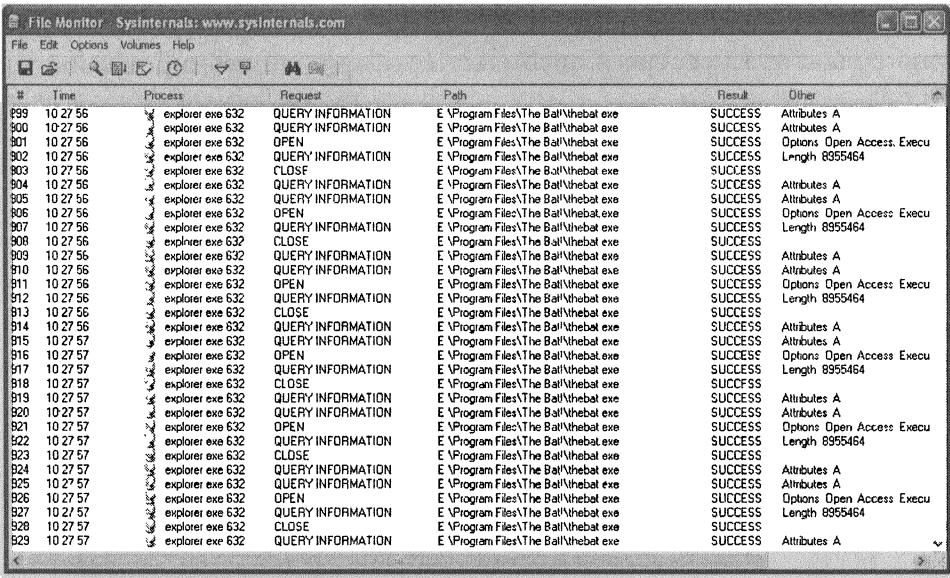 File Monitor - Sysinternals: www.sysinternals.com
File Edit Options Volumes Help
# Time Process Request Path Result Other
899 10 27 56 explorer exe 632 QUERY INFORMATION E \Program Files\The Bat!\thebat exe SUCCESS Attributes A
900 10 27 56 explorer exe 632 QUERY INFORMATION E \Program Files\The Bat!\thebat exe SUCCESS Attributes A
901 10 27 56 explorer exe 632 OPEN E \Program Files\The Bat!\thebat exe SUCCESS Options Open Access. Execu
902 10 27 56 explorer exe 632 QUERY INFORMATION E \Program Files\The Bat!\thebat exe SUCCESS Length 8955464
903 10 27 56 explorer exe 632 CLOSE E \Program Files\The Bat!\thebat exe SUCCESS
904 10 27 56 explorer exe 632 QUERY INFORMATION E \Program Files\The Bat!\thebat exe SUCCESS Attributes A
905 10 27 56 explorer exe 632 QUERY INFORMATION E \Program Files\The Bat!\thebat exe SUCCESS Attributes A
906 10 27 56 explorer exe 632 OPEN E \Program Files\The Bat!\thebat exe SUCCESS Options Open Access Execu
907 10 27 56 explorer exe 632 QUERY INFORMATION E \Program Files\The Bat!\thebat exe SUCCESS Length 8955464
908 10 27 56 explorer exe 632 CLOSE E \Program Files\The Bat!\thebat exe SUCCESS
909 10 27 56 explorer exe 632 QUERY INFORMATION E \Program Files\The Bat!\thebat exe SUCCESS Attributes A
910 10 27 56 explorer exe 632 QUERY INFORMATION E \Program Files\The Bat!\thebat exe SUCCESS Attributes A
911 10 27 56 explorer exe 632 OPEN E \Program Files\The Bat!\thebat exe SUCCESS Options Open Access Execu
912 10 27 56 explorer exe 632 QUERY INFORMATION E \Program Files\The Bat!\thebat exe SUCCESS Length 8955464
913 10 27 56 explorer exe 632 CLOSE E \Program Files\The Bat!\thebat exe SUCCESS
914 10 27 56 explorer exe 632 QUERY INFORMATION E \Program Files\The Bat!\thebat exe SUCCESS Attributes A
915 10 27 57 explorer exe 632 QUERY INFORMATION E \Program Files\The Bat!\thebat exe SUCCESS Attributes A
916 10 27 57 explorer exe 632 OPEN E \Program Files\The Bat!\thebat exe SUCCESS Options Open Access Execu
917 10 27 57 explorer exe 632 QUERY INFORMATION E \Program Files\The Bat!\thebat exe SUCCESS Length 8955464
918 10 27 57 explorer exe 632 CLOSE E \Program Files\The Bat!\thebat exe SUCCESS
919 10 27 57 explorer exe 632 QUERY INFORMATION E \Program Files\The Bat!\thebat exe SUCCESS Attributes A
920 10 27 57 explorer exe 632 QUERY INFORMATION E \Program Files\The Bat!\thebat exe SUCCESS Attributes A
921 10 27 57 explorer exe 632 OPEN E \Program Files\The Bat!\thebat exe SUCCESS Options Open Access Execu
922 10 27 57 explorer exe 632 QUERY INFORMATION E \Program Files\The Bat!\thebat exe SUCCESS Length 8955464
923 10 27 57 explorer exe 632 CLOSE E \Program Files\The Bat!\thebat exe SUCCESS
924 10 27 57 explorer exe 632 QUERY INFORMATION E \Program Files\The Bat!\thebat exe SUCCESS Attributes A
925 10 27 57 explorer exe 632 QUERY INFORMATION E \Program Files\The Bat!\thebat exe SUCCESS Attributes A
926 10 27 57 explorer exe 632 OPEN E \Program Files\The Bat!\thebat exe SUCCESS Options Open Access Execu
927 10 27 57 explorer exe 632 QUERY INFORMATION E \Program Files\The Bat!\thebat exe SUCCESS Length 8955464
928 10 27 57 explorer exe 632 CLOSE E \Program Files\The Bat!\thebat exe SUCCESS
929 10 27 57 explorer exe 632 QUERY INFORMATION E \Program Files\The Bat!\thebat exe SUCCESS Attributes A